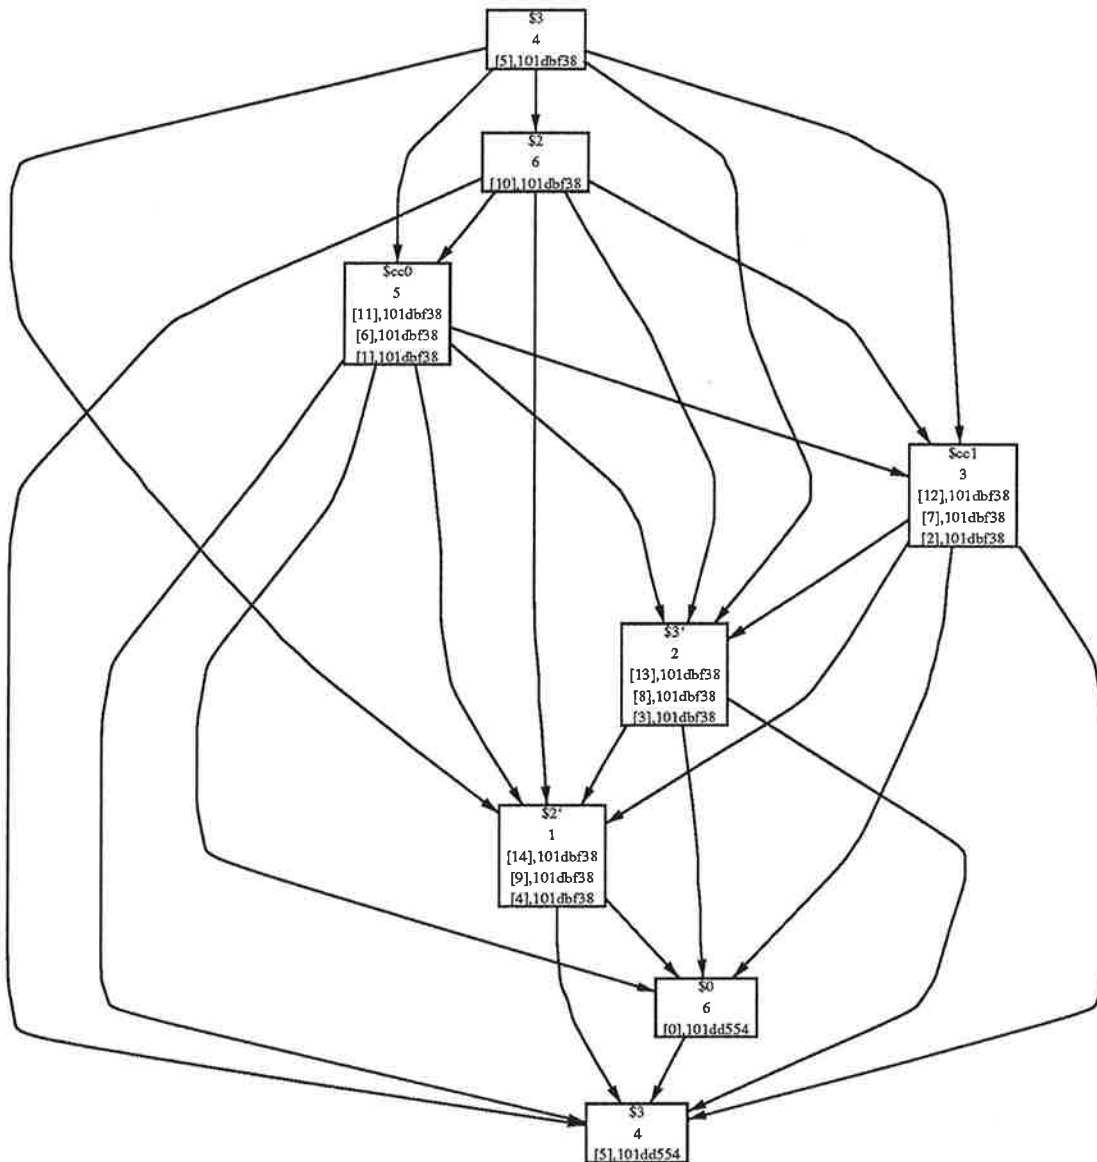 $3
4
[5],101dbf38
$2
6
[10],101dbf38
$cc0
5
[11],101dbf38
[6],101dbf38
[1],101dbf38
$cc1
3
[12],101dbf38
[7],101dbf38
[2],101dbf38
$3'
2
[13],101dbf38
[8],101dbf38
[3],101dbf38
$2'
1
[14],101dbf38
[9],101dbf38
[4],101dbf38
$0
6
[0],101dd554
$3
4
[5],101dd554